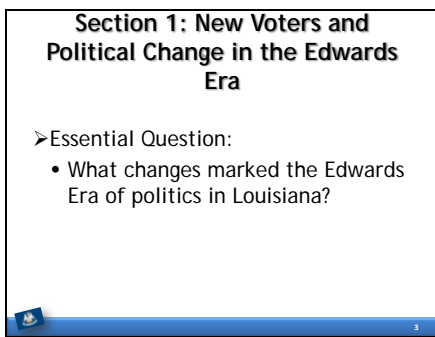 Section 1: New Voters and
Political Change in the Edwards
Era
➢Essential Question:
• What changes marked the Edwards
Era of politics in Louisiana?
3